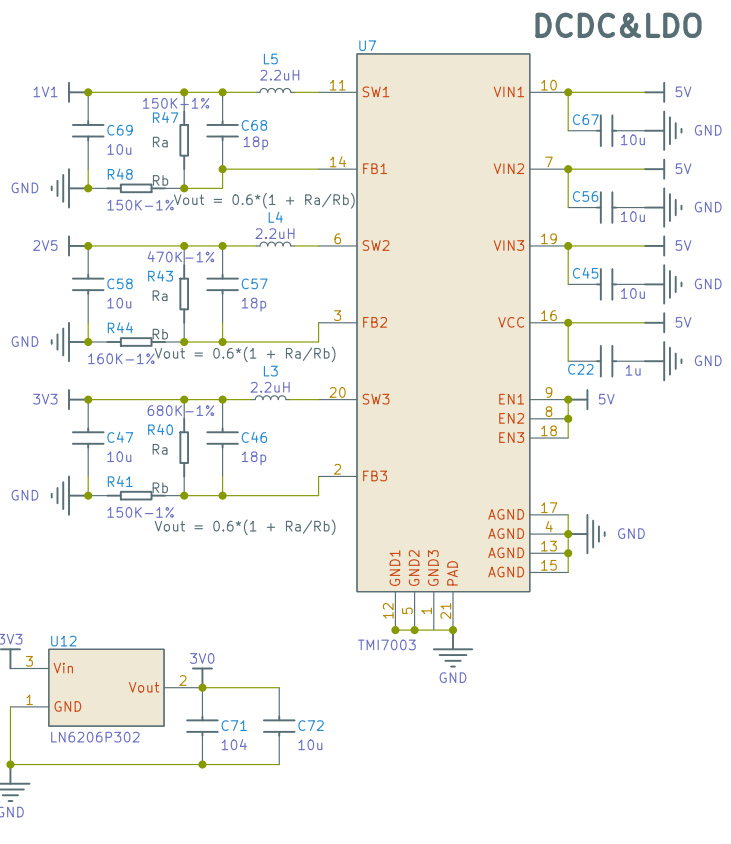 DCDC&LDO
U7
L5
2.2uH
1V1
150K-1%
R47
Ra
C69
10u
C68
18p
R48
Rb
150K-1%
GND
Vout = 0.6*(1 + Ra/Rb)
11
SW1
14
FB1
L4
2.2uH
2V5
470K-1%
R43
Ra
C58
10u
C57
18p
R44
Rb
160K-1%
GND
Vout = 0.6*(1 + Ra/Rb)
6
SW2
3
FB2
L3
2.2uH
3V3
680K-1%
R40
Ra
C47
10u
C46
18p
R41
Rb
150K-1%
GND
Vout = 0.6*(1 + Ra/Rb)
20
SW3
2
FB3
VIN1
10
5V
C67
10u
GND
VIN2
7
5V
C56
10u
GND
VIN3
19
5V
C45
10u
GND
VCC
16
5V
C22
1u
GND
EN1
9
5V
EN2
8
EN3
18
AGND
17
AGND
4
GND
AGND
13
AGND
15
GND1
GND2
GND3
PAD
12
5
1
21
TMI7003
GND
3V3
U12
3
Vin
Vout
2
3V0
1
GND
LN6206P302
C71
104
C72
10u
GND